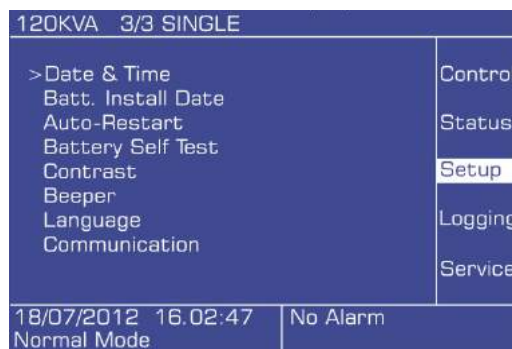 120KVA 3/3 SINGLE
>Date & Time
Batt. Install Date
Auto-Restart
Battery Self Test
Contrast
Beeper
Language
Communication
Contro
Status
Setup
Logging
Service
18/07/2012 16.02:47
Normal Mode
No Alarm